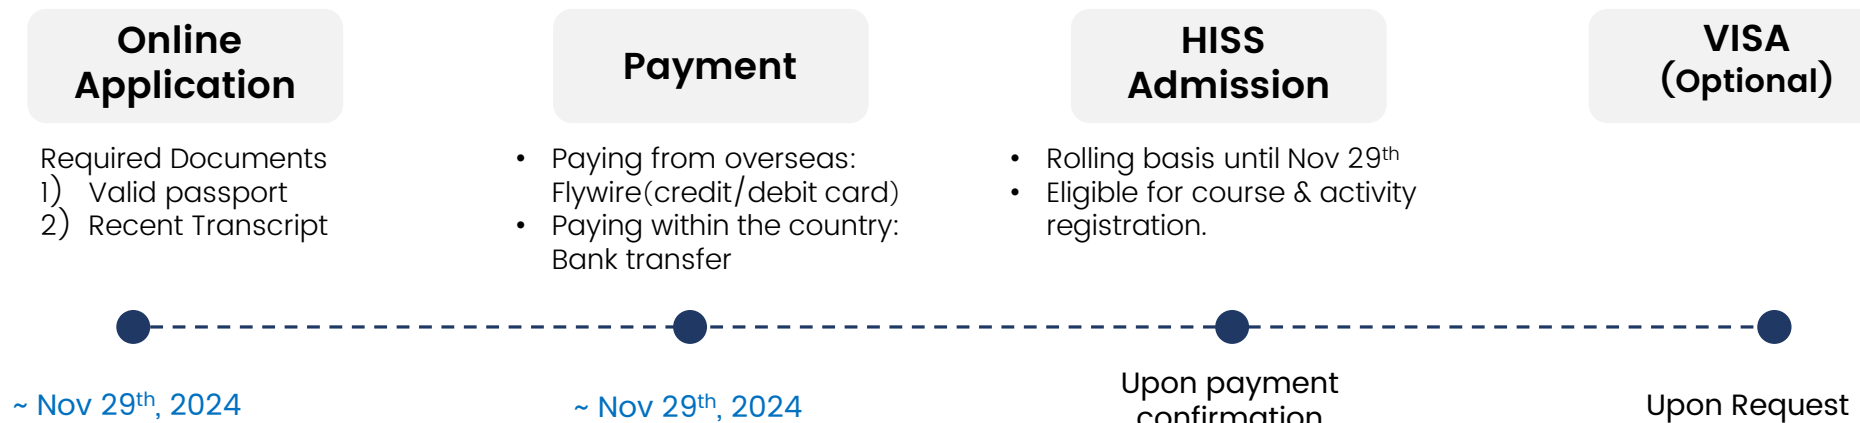 Online
Application
Required Documents
1) Valid passport
2) Recent Transcript
~ Nov 29th, 2024
Payment
• Paying from overseas:
Flywire(credit/debit card)
• Paying within the country:
Bank transfer
~ Nov 29th, 2024
HISS
Admission
• Rolling basis until Nov 29th
• Eligible for course & activity
registration.
Upon payment
confirmation
VISA
(Optional)
Upon Request